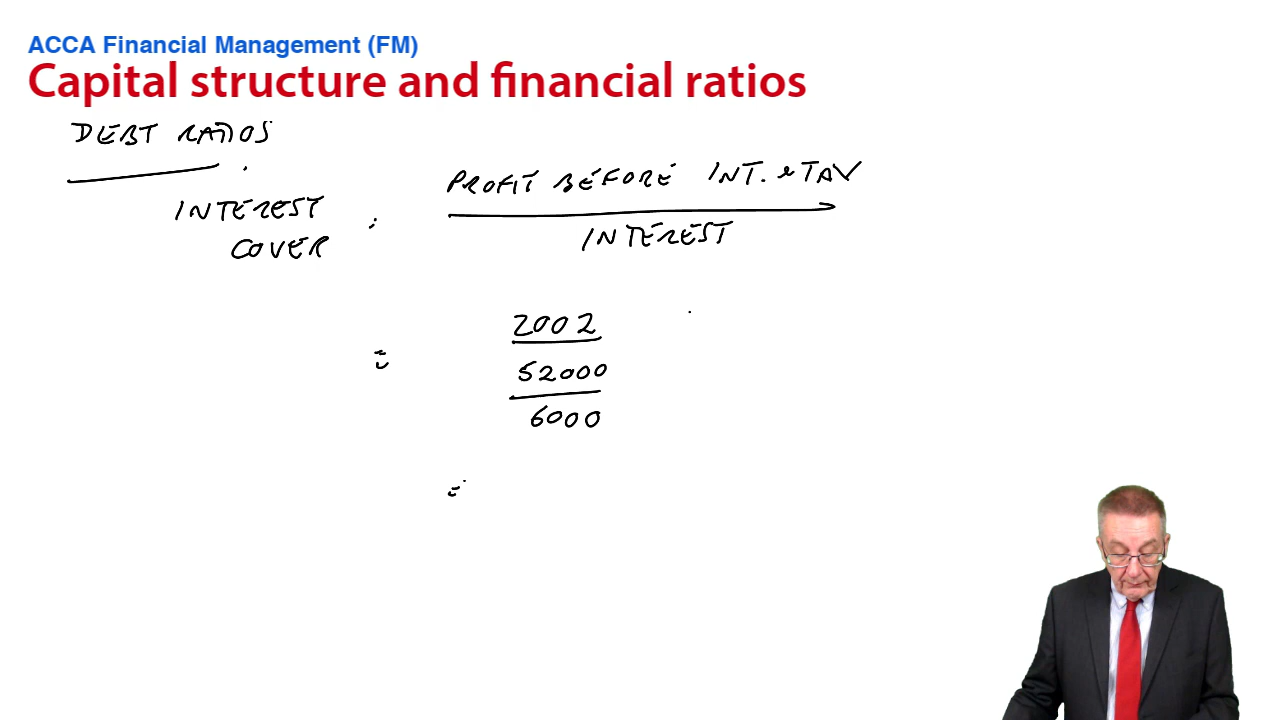 ACCA Financial Management (FM)
Capital structure and financial ratios
DEBT RATIOS
PROFIT BEFORE INT. & TAX
INTEREST
COVER
=
INTEREST
2002
=
52000
6000
=